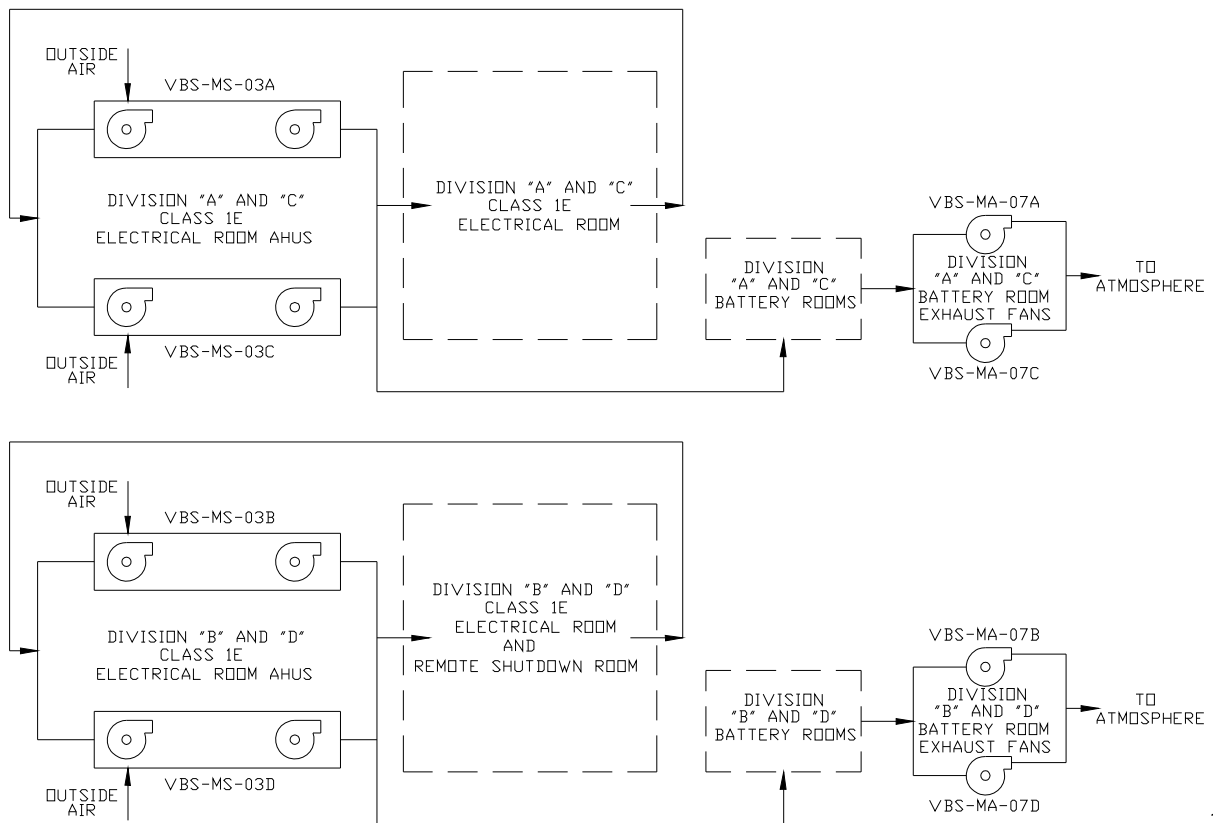 OUTSIDE
AIR
VBS-MS-03A
DIVISION "A" AND "C"
CLASS 1E
ELECTRICAL ROOM AHUS
VBS-MS-03C
OUTSIDE
AIR
DIVISION "A" AND "C"
CLASS 1E
ELECTRICAL ROOM
DIVISION
"A" AND "C"
BATTERY ROOMS
VBS-MA-07A
DIVISION
"A" AND "C"
BATTERY ROOM
EXHAUST FANS
VBS-MA-07C
TO
ATMOSPHERE
OUTSIDE
AIR
VBS-MS-03B
DIVISION "B" AND "D"
CLASS 1E
ELECTRICAL ROOM AHUS
VBS-MS-03D
OUTSIDE
AIR
DIVISION "B" AND "D"
CLASS 1E
ELECTRICAL ROOM
AND
REMOTE SHUTDOWN ROOM
DIVISION
"B" AND "D"
BATTERY ROOMS
VBS-MA-07B
DIVISION
"B" AND "D"
BATTERY ROOM
EXHAUST FANS
VBS-MA-07D
TO
ATMOSPHERE